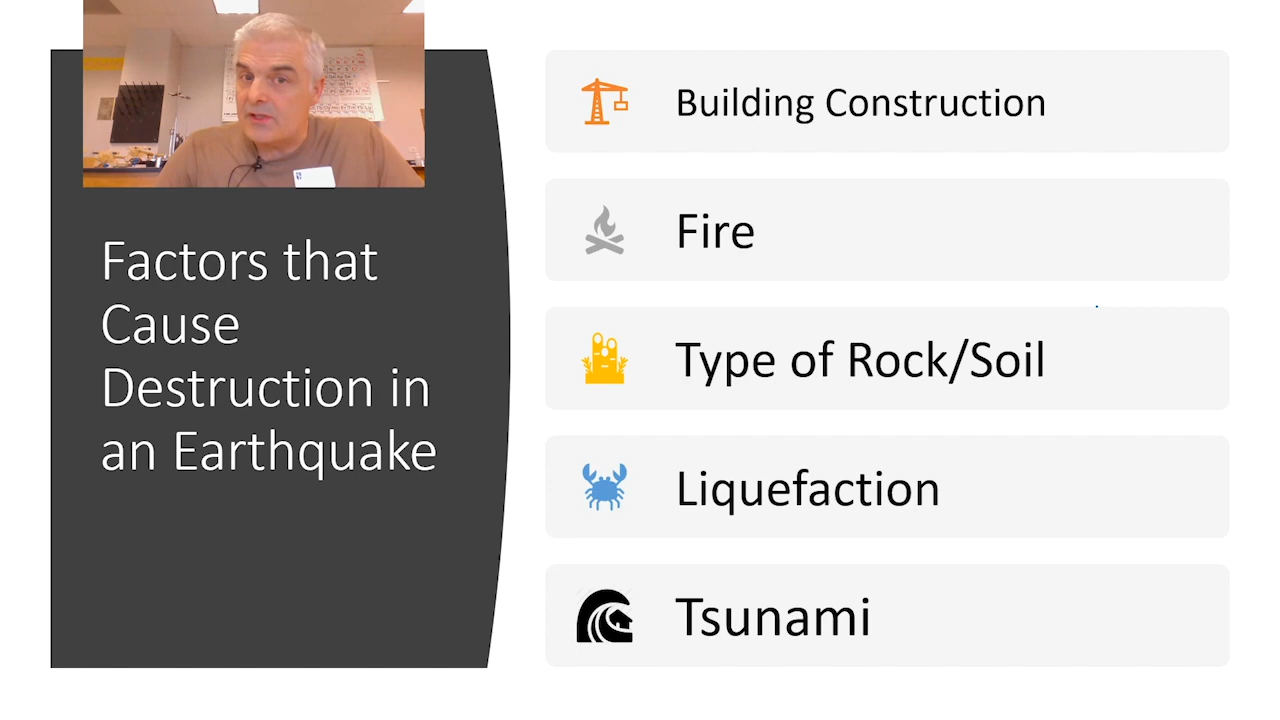 Factors that
Cause
Destruction in
an Earthquake
Building Construction
Fire
Type of Rock/Soil
Liquefaction
Tsunami